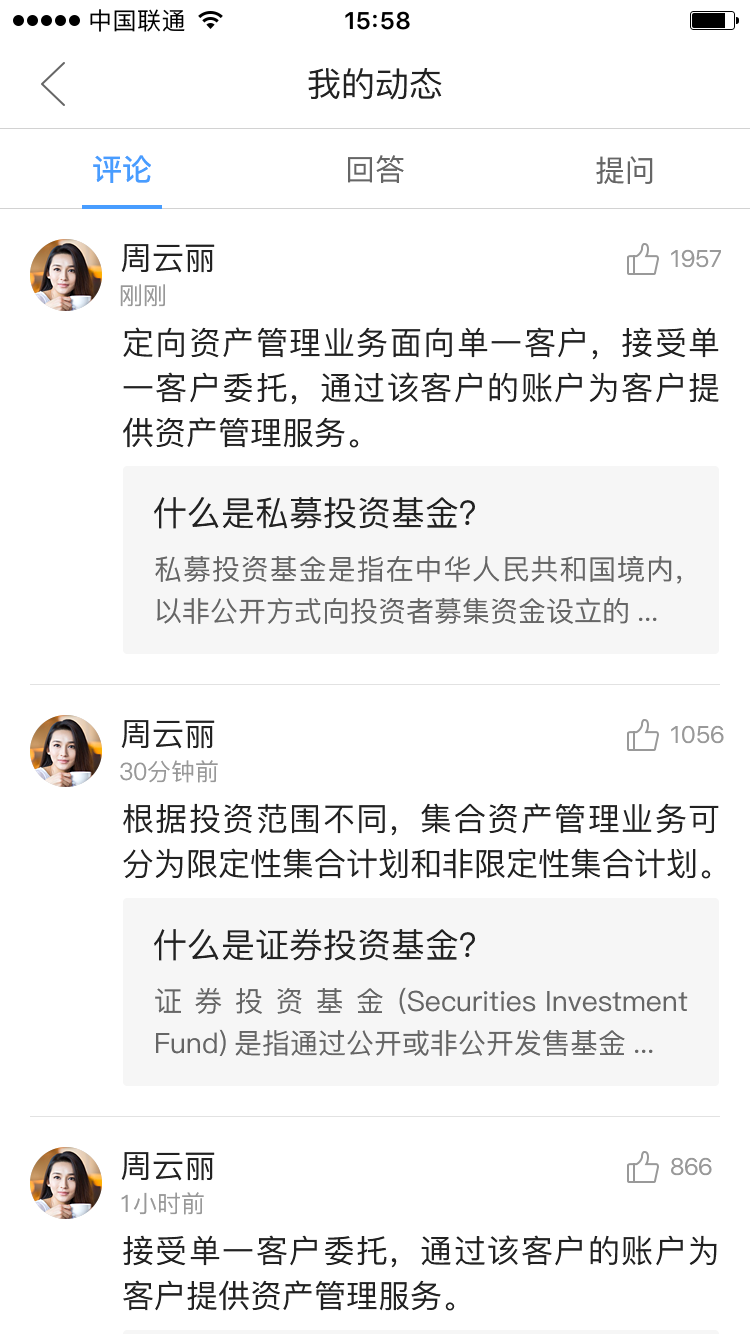 中国联通
15:58
我的动态
评论
回答
提问
周云丽
1957
刚刚
定向资产管理业务面向单一客户，接受单
一客户委托，通过该客户的账户为客户提
供资产管理服务。
什么是私募投资基金?
私募投资基金是指在中华人民共和国境内，
以非公开方式向投资者募集资金设立的 ...
周云丽
1056
30分钟前
根据投资范围不同，集合资产管理业务可
分为限定性集合计划和非限定性集合计划。
什么是证券投资基金?
证券投资基金 (Securities Investment
Fund) 是指通过公开或非公开发售基金 ...
周云丽
866
1小时前
接受单一客户委托，通过该客户的账户为
客户提供资产管理服务。